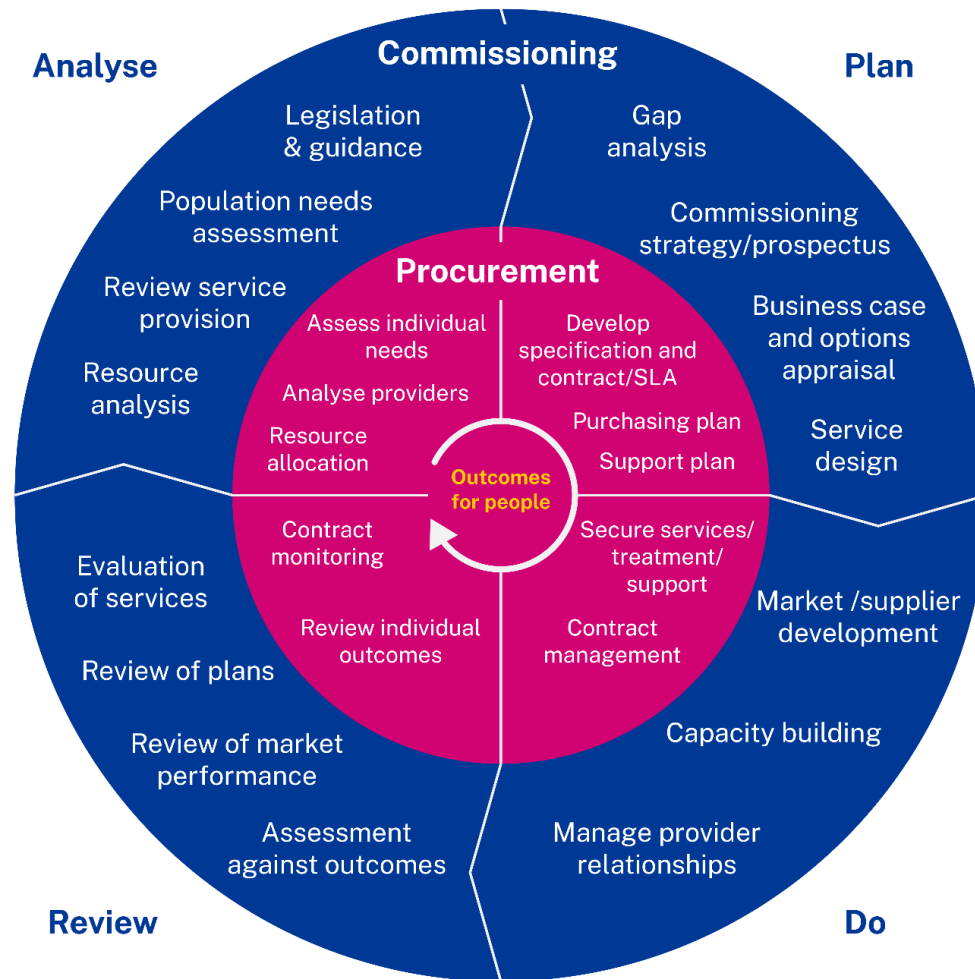 Analyse
Commissioning
Plan
Legislation
& guidance
Population needs
assessment
Review service
provision
Resource
analysis
Gap
analysis
Commissioning
strategy/prospectus
Business case
and options
appraisal
Service
design
Procurement
Assess individual
needs
Analyse providers
Resource
allocation
Develop
specification and
contract/SLA
Purchasing plan
Support plan
Outcomes
for people
Contract
monitoring
Review individual
outcomes
Secure services/
treatment/
support
Contract
management
Evaluation
of services
Review of plans
Review of market
performance
Assessment
against outcomes
Market /supplier
development
Capacity building
Manage provider
relationships
Review
Do